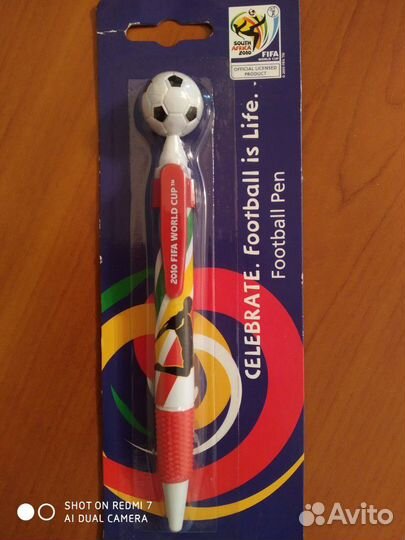 SOUTH AFRICA 2010
FIFA
WORLD CUP
OFFICIAL LICENSED
PRODUCT
2010 FIFA WORLD CUP™
CELEBRATE. Football is Life.
Football Pen
SHOT ON REDMI 7
AI DUAL CAMERA
Avito